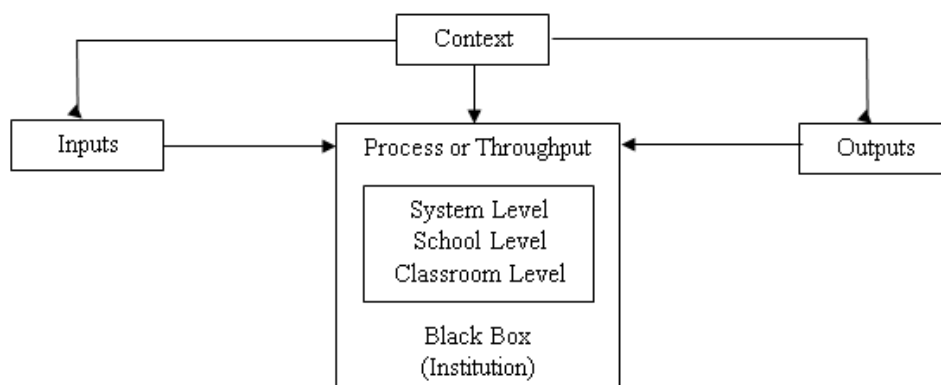 Context
Inputs
Process or Throughput
Outputs
System Level
School Level
Classroom Level
Black Box
(Institution)